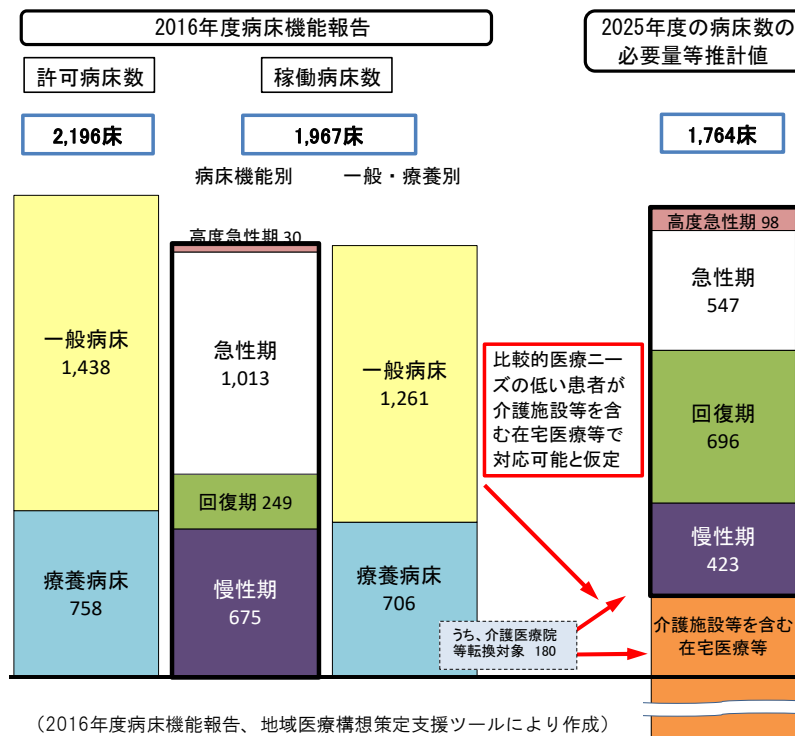 2016年度病床機能報告
2025年度の病床数の
必要量等推計値
許可病床数
稼働病床数
2,196床
1,967床
1,764床
病床機能別
一般・療養別
一般病床
1,438
療養病床
758
高度急性期 30
急性期
1,013
回復期 249
慢性期
675
一般病床
1,261
療養病床
706
比較的医療ニー
ズの低い患者が
介護施設等を含
む在宅医療等で
対応可能と仮定
うち、介護医療院
等転換対象 180
高度急性期 98
急性期
547
回復期
696
慢性期
423
介護施設等を含む
在宅医療等
（2016年度病床機能報告、地域医療構想策定支援ツールにより作成）